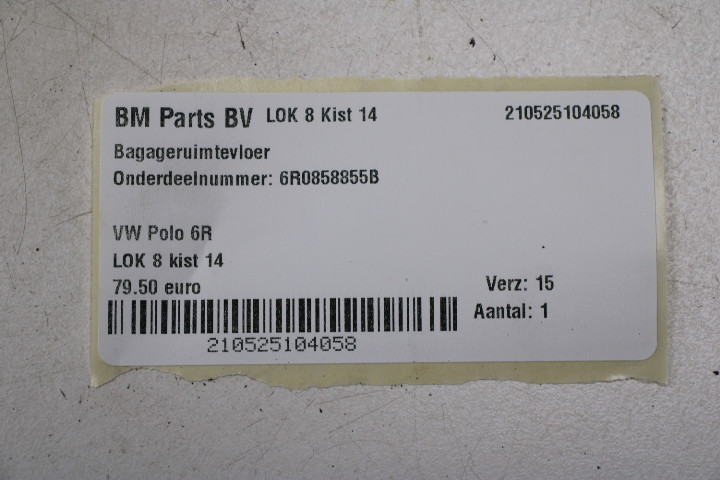 BM Parts BV LOK 8 Kist 14 210525104058
Bagageruimtevloer
Onderdeelnummer: 6R0858855B
VW Polo 6R
LOK 8 kist 14
79.50 euro Verz: 15
Aantal: 1
210525104058